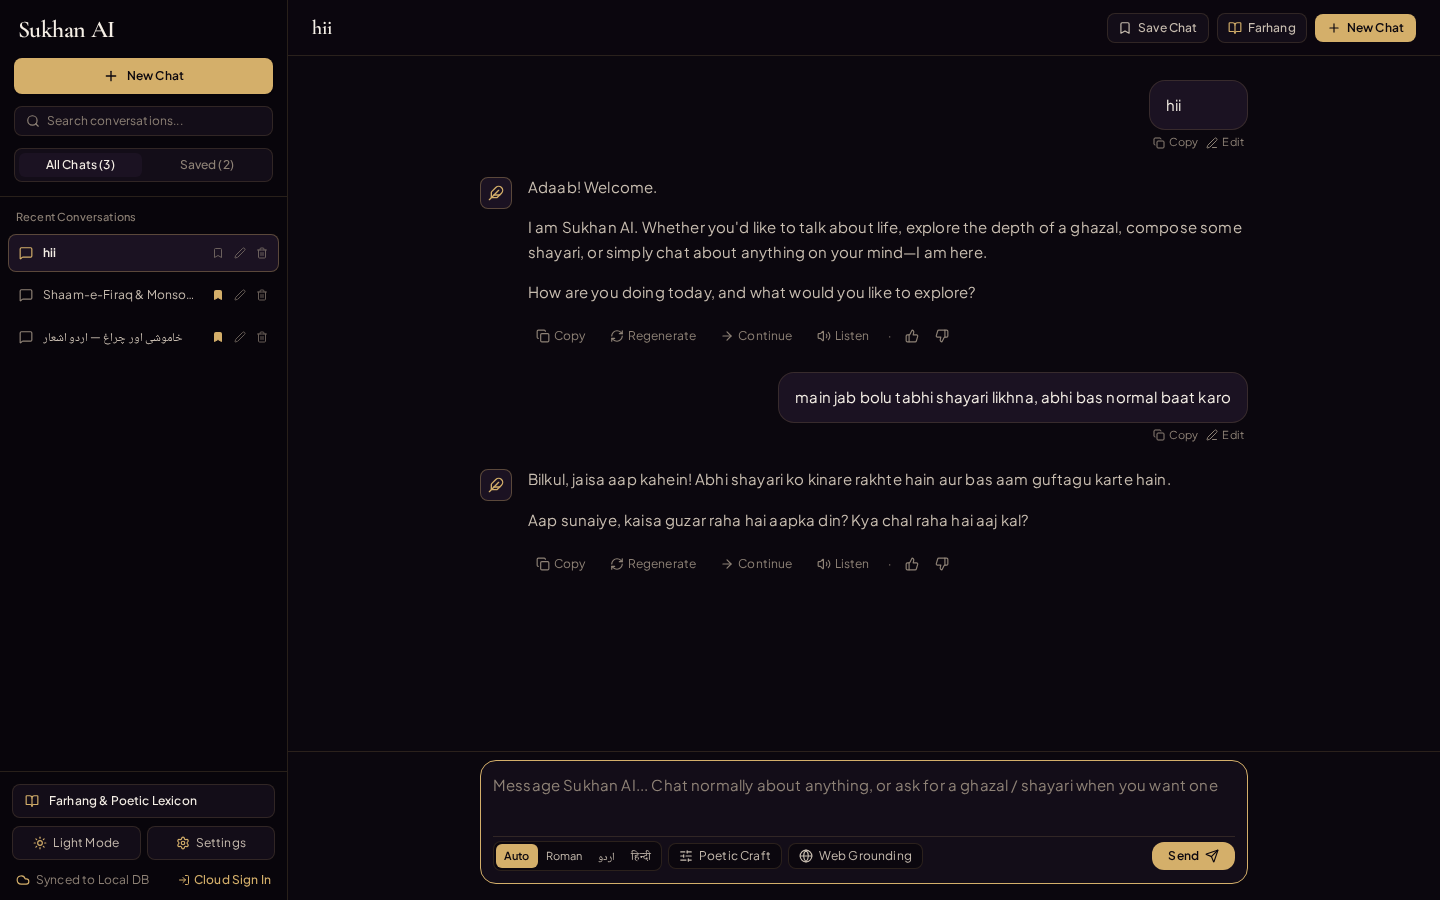 Sukhan AI
New Chat
Search conversations...
All Chats (3)
Saved (2)
Recent Conversations
hii
Shaam-e-Firaq & Monso...
خاموشی اور چراغ — اردو اشعار
Farhang & Poetic Lexicon
Light Mode
Settings
Synced to Local DB
Cloud Sign In
hii
Save Chat
Farhang
New Chat
hii
Copy
Edit
Adaab! Welcome.
I am Sukhan AI. Whether you'd like to talk about life, explore the depth of a ghazal, compose some
shayari, or simply chat about anything on your mind—I am here.
How are you doing today, and what would you like to explore?
Copy
Regenerate
Continue
Listen
·
main jab bolu tabhi shayari likhna, abhi bas normal baat karo
Copy
Edit
Bilkul, jaisa aap kahein! Abhi shayari ko kinare rakhte hain aur bas aam guftagu karte hain.
Aap sunaiye, kaisa guzar raha hai aapka din? Kya chal raha hai aaj kal?
Copy
Regenerate
Continue
Listen
·
Message Sukhan AI... Chat normally about anything, or ask for a ghazal / shayari when you want one
Auto
Roman
اردو
हिन्दी
Poetic Craft
Web Grounding
Send